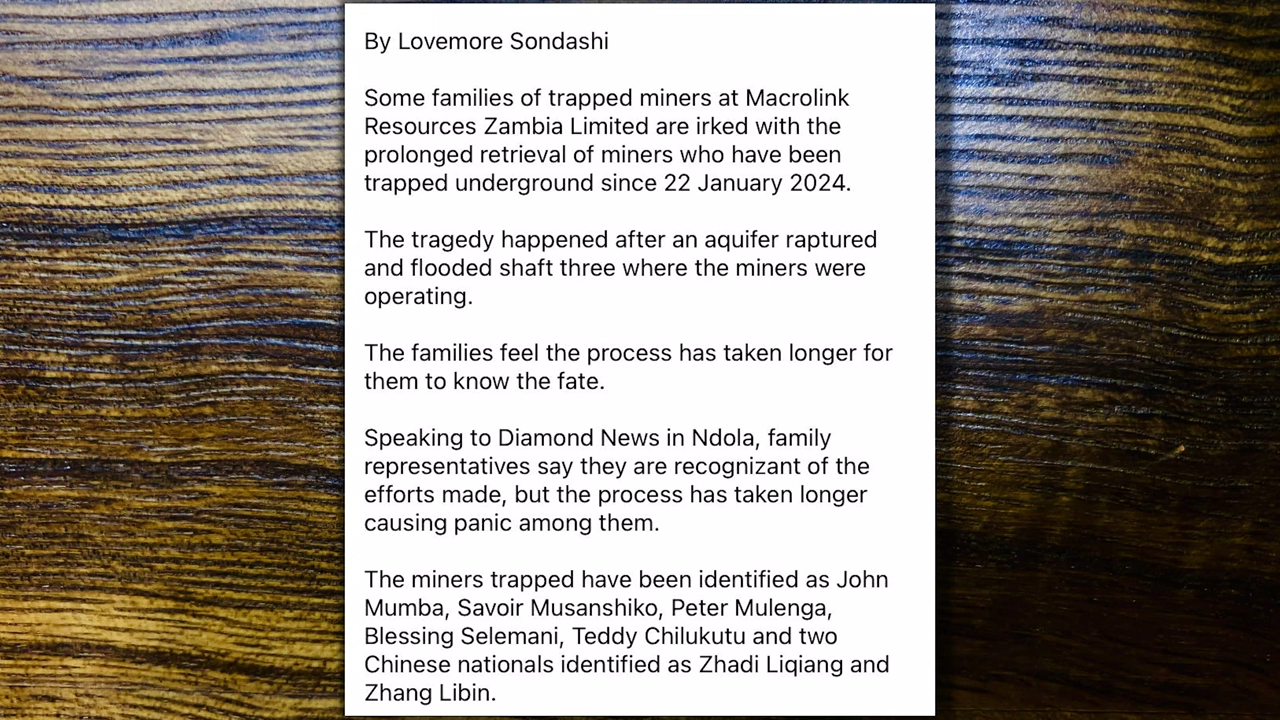 By Lovemore Sondashi
Some families of trapped miners at Macrolink
Resources Zambia Limited are irked with the
prolonged retrieval of miners who have been
trapped underground since 22 January 2024.
The tragedy happened after an aquifer raptured
and flooded shaft three where the miners were
operating.
The families feel the process has taken longer for
them to know the fate.
Speaking to Diamond News in Ndola, family
representatives say they are recognizant of the
efforts made, but the process has taken longer
causing panic among them.
The miners trapped have been identified as John
Mumba, Savoir Musanshiko, Peter Mulenga,
Blessing Selemani, Teddy Chilukutu and two
Chinese nationals identified as Zhadi Liqiang and
Zhang Libin.